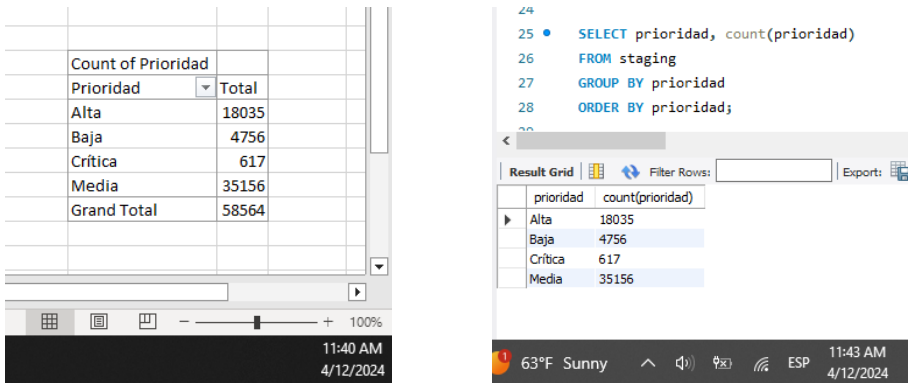 Count of Prioridad
Prioridad Total
Alta 18035
Baja 4756
Crítica 617
Media 35156
Grand Total 58564
100%
11:40 AM
4/12/2024
24
25 SELECT prioridad, count(prioridad)
26 FROM staging
27 GROUP BY prioridad
28 ORDER BY prioridad;
Result Grid Filter Rows: Export:
prioridad count(prioridad)
Alta 18035
Baja 4756
Crítica 617
Media 35156
1 63°F Sunny ESP 11:43 AM
4/12/2024